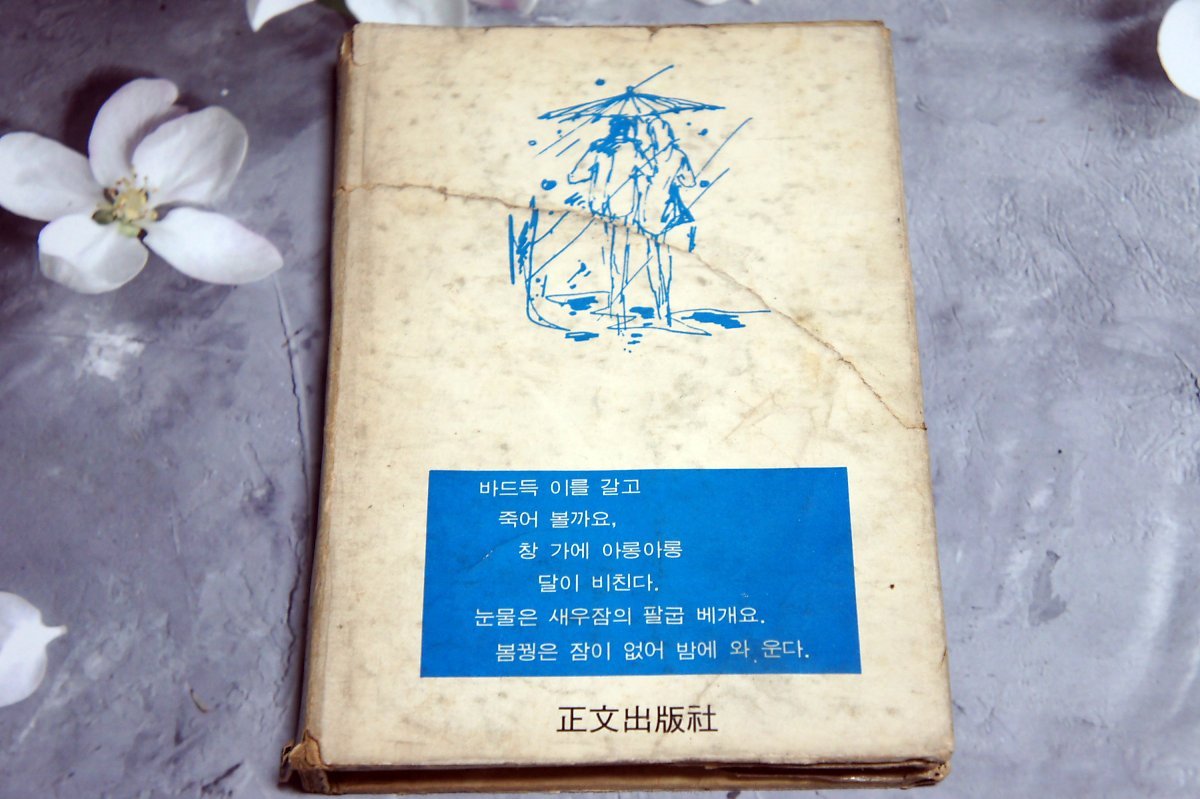 바드득 이를 갈고
죽어 볼까요,
창 가에 아롱아롱
달이 비친다.
눈물은 새우잠의 팔굽 베개요.
봄꿩은 잠이 없어 밤에 와 운다.
正文出版社